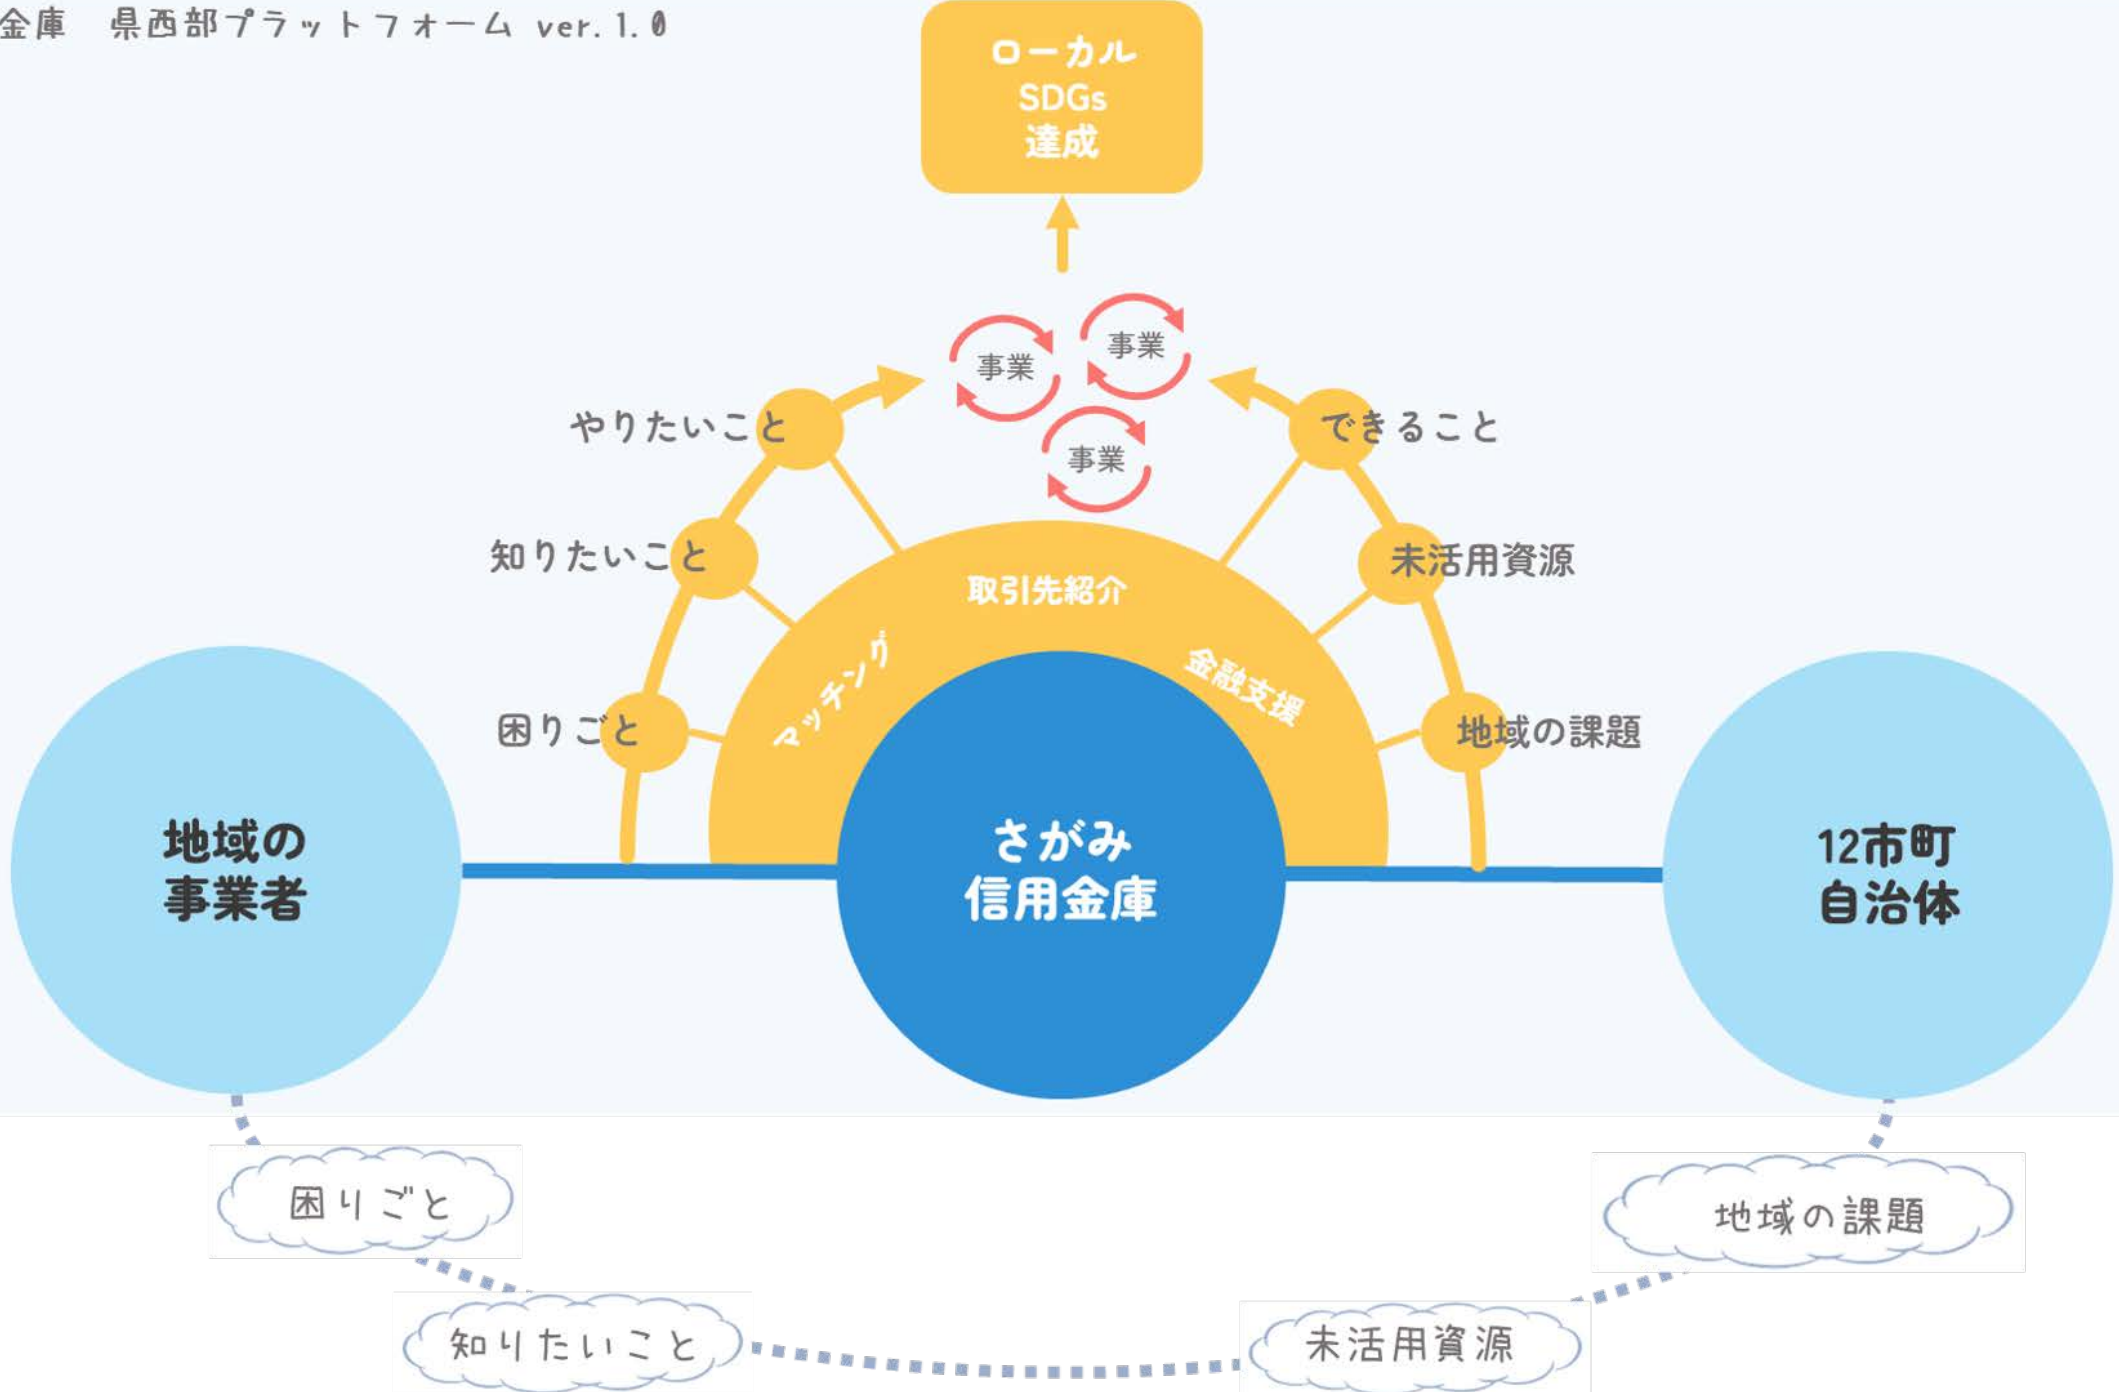 金庫 県西部プラットフォーム ver.1.0
ローカル
SDGs
達成
事業
事業
事業
やりたいこと
できること
知りたいこと
未活用資源
困りごと
地域の課題
取引先紹介
マッチング
金融支援
地域の
事業者
さがみ
信用金庫
12市町
自治体
困りごと
地域の課題
知りたいこと
未活用資源